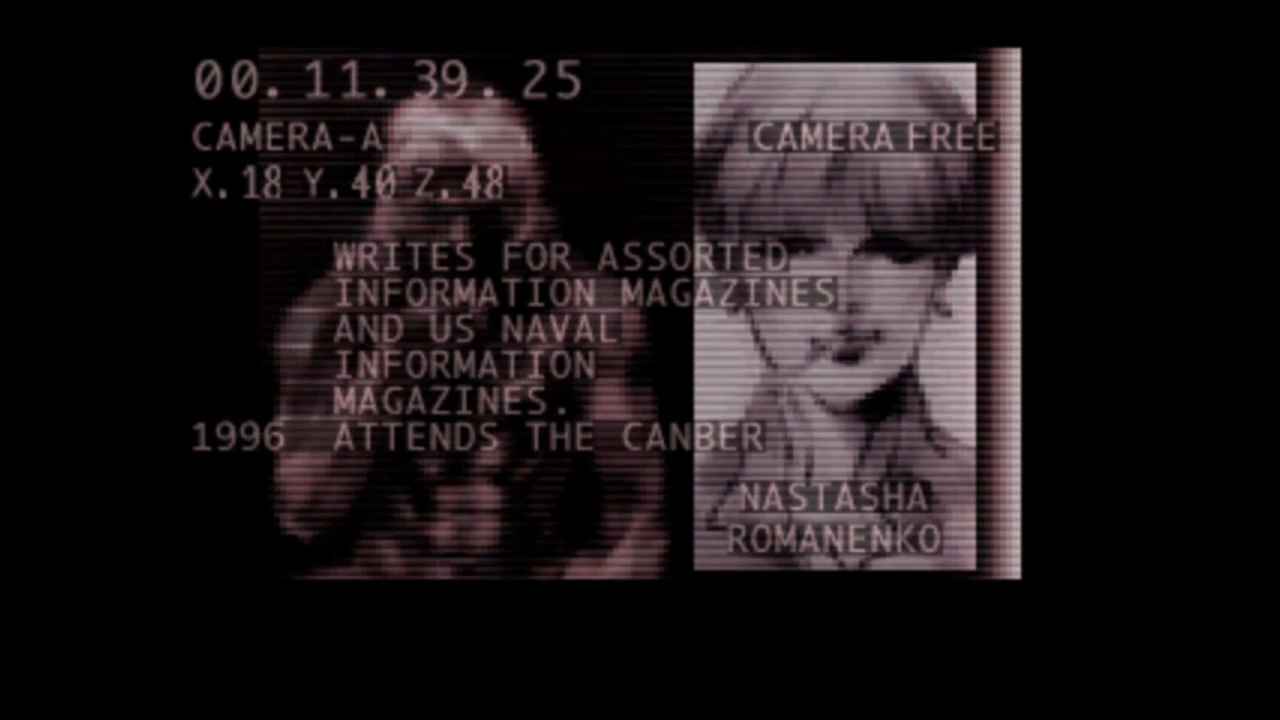 00.11.39.25
CAMERA-A
CAMERA FREE
X.18 Y.40 Z.48
WRITES FOR ASSORTED
INFORMATION MAGAZINES
AND US NAVAL
INFORMATION
MAGAZINES.
1996 ATTENDS THE CANBER
NASTASHA
ROMANENKO